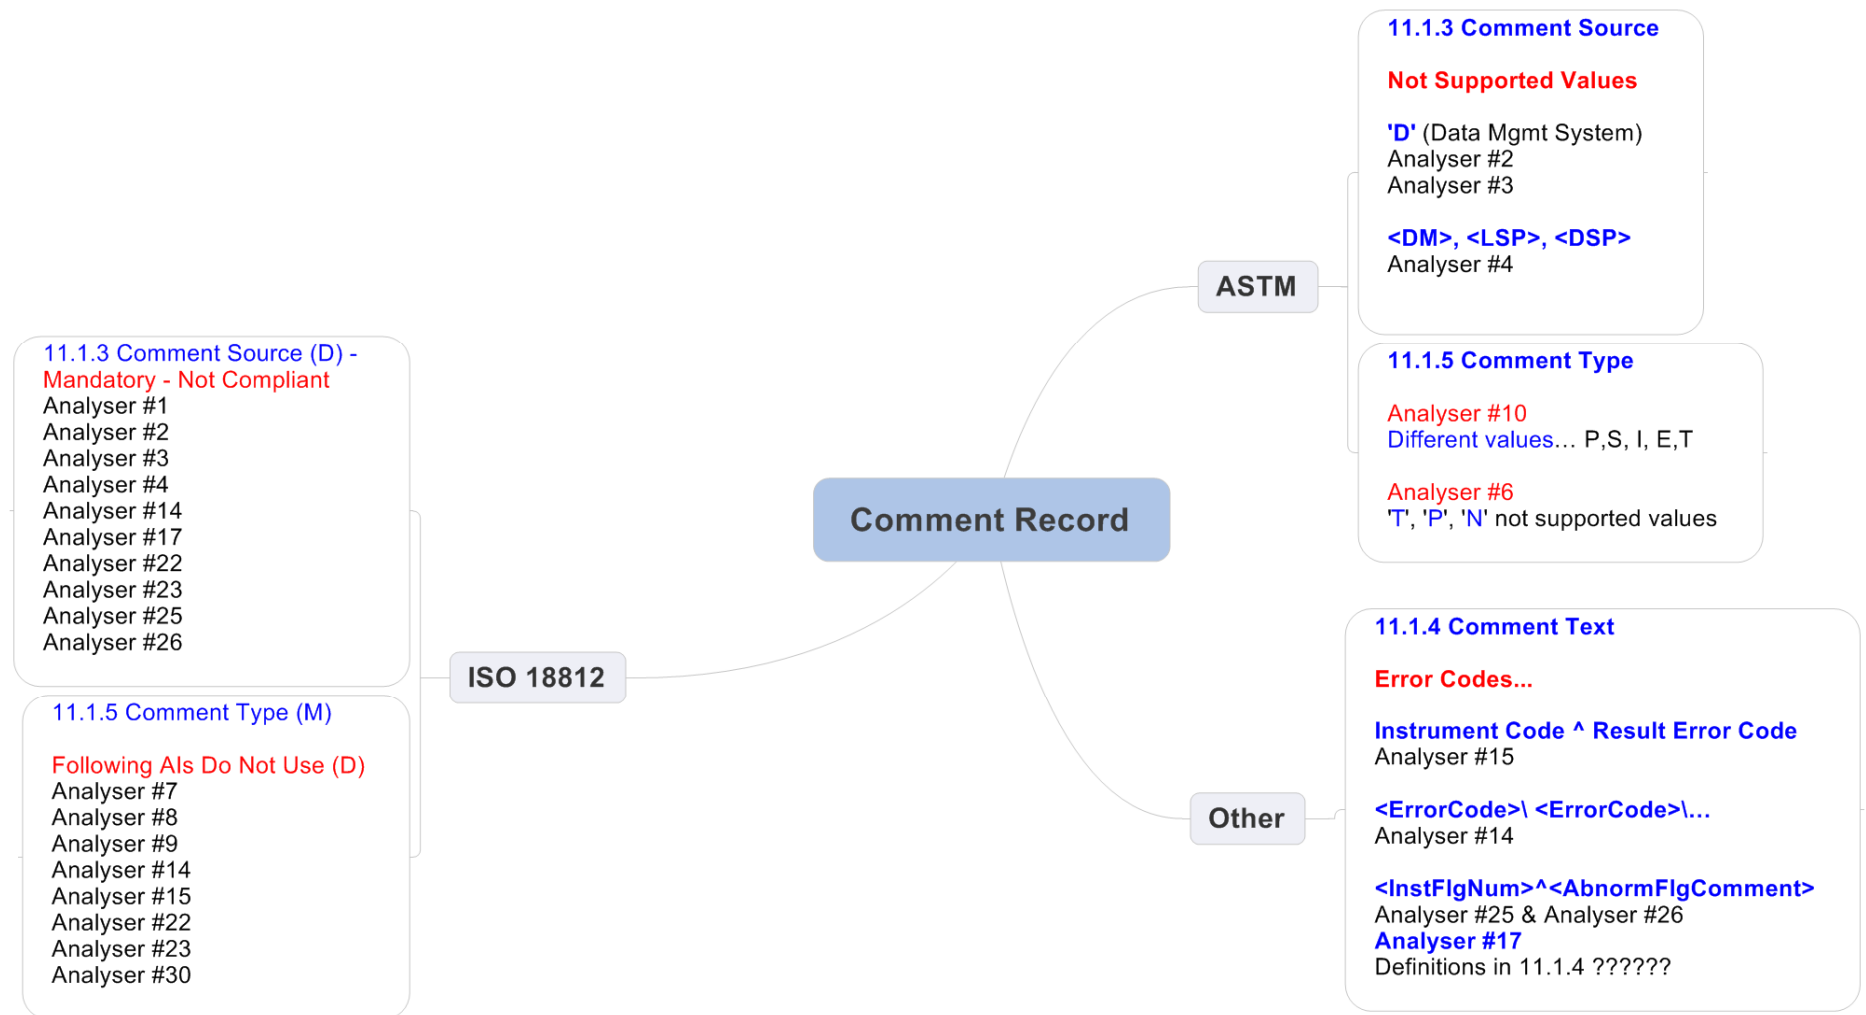 11.1.3 Comment Source
Not Supported Values
'D' (Data Mgmt System)
Analyser #2
Analyser #3
<DM>, <LSP>, <DSP>
Analyser #4
ASTM
11.1.5 Comment Type
Analyser #10
Different values… P,S, I, E,T
Analyser #6
'T', 'P', 'N' not supported values
11.1.3 Comment Source (D) -
Mandatory - Not Compliant
Analyser #1
Analyser #2
Analyser #3
Analyser #4
Analyser #14
Analyser #17
Analyser #22
Analyser #23
Analyser #25
Analyser #26
Comment Record
ISO 18812
11.1.5 Comment Type (M)
Following AIs Do Not Use (D)
Analyser #7
Analyser #8
Analyser #9
Analyser #14
Analyser #15
Analyser #22
Analyser #23
Analyser #30
Other
11.1.4 Comment Text
Error Codes...
Instrument Code ^ Result Error Code
Analyser #15
<ErrorCode>\ <ErrorCode>\…
Analyser #14
<InstFlgNum>^<AbnormFlgComment>
Analyser #25 & Analyser #26
Analyser #17
Definitions in 11.1.4 ??????